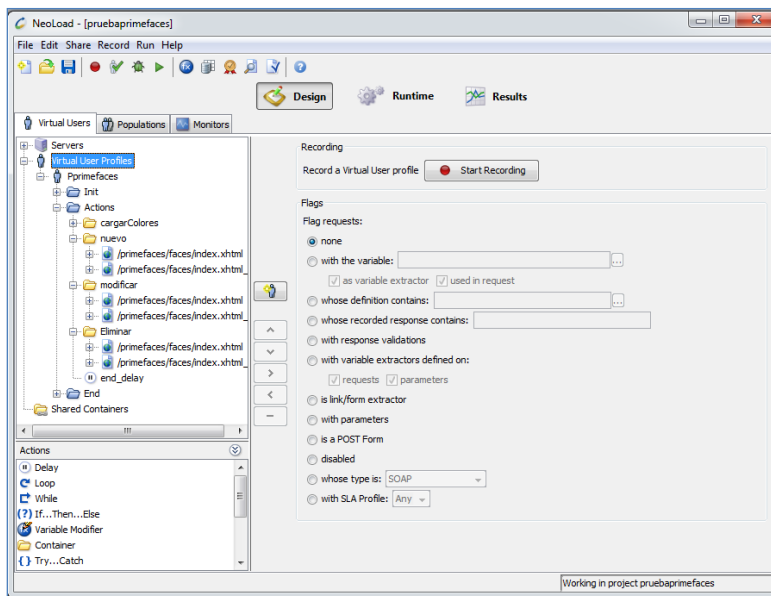 NeoLoad - [pruebaprimefaces]
File Edit Share Record Run Help
Design Runtime Results
Virtual Users Populations Monitors
Servers
Virtual User Profiles
Pprimefaces
Init
Actions
cargarColores
nuevo
/primefaces/faces/index.xhtml
/primefaces/faces/index.xhtml_
modificar
/primefaces/faces/index.xhtml
/primefaces/faces/index.xhtml_
Eliminar
/primefaces/faces/index.xhtml
/primefaces/faces/index.xhtml_
end_delay
End
Shared Containers
Actions
Delay
Loop
While
(?) If...Then...Else
Variable Modifier
Container
{ } Try...Catch
Recording
Record a Virtual User profile Start Recording
Flags
Flag requests:
none
with the variable: ...
as variable extractor used in request
whose definition contains: ...
whose recorded response contains:
with response validations
with variable extractors defined on:
requests parameters
is link/form extractor
with parameters
is a POST Form
disabled
whose type is: SOAP
with SLA Profile: Any
Working in project pruebaprimefaces